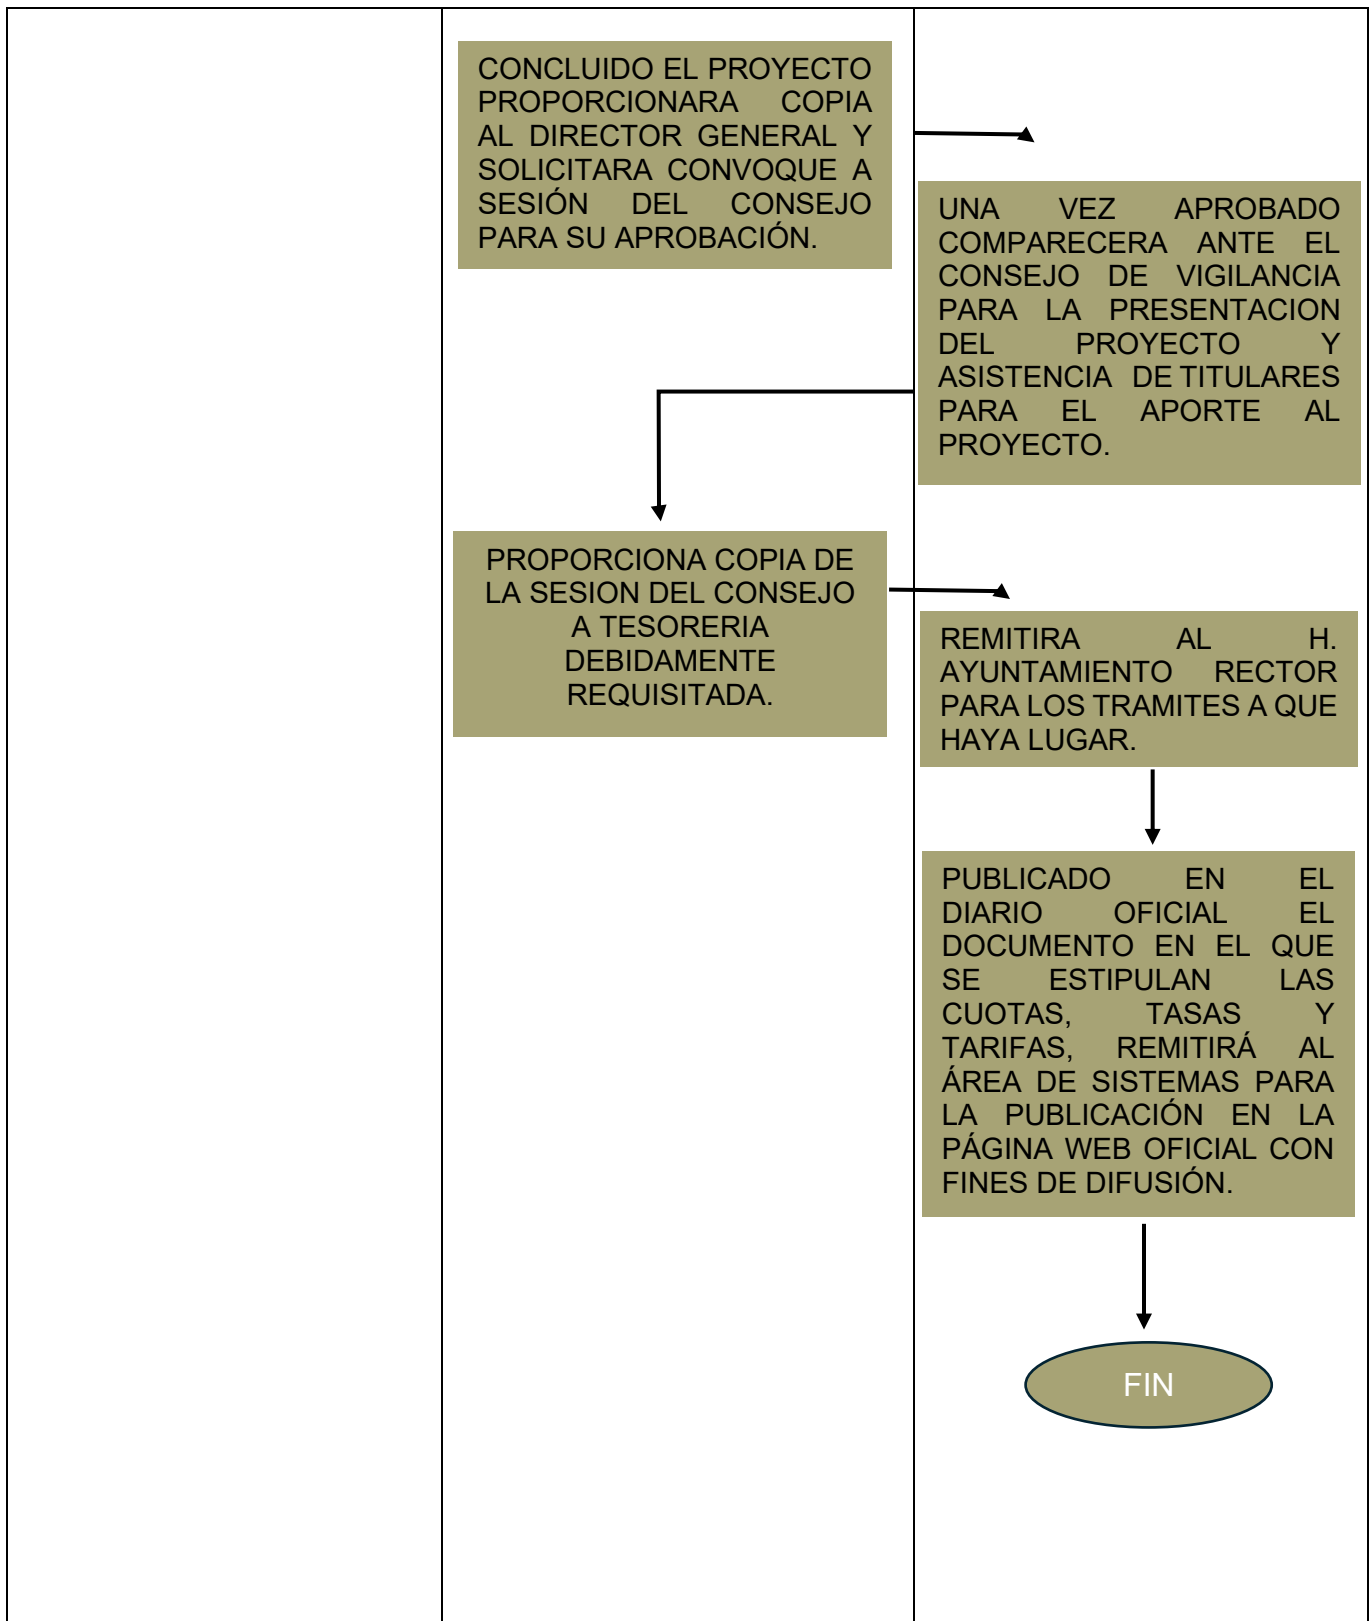 CONCLUIDO EL PROYECTO
PROPORCIONARA COPIA
AL DIRECTOR GENERAL Y
SOLICITARA CONVOQUE A
SESIÓN DEL CONSEJO
PARA SU APROBACIÓN.
UNA VEZ APROBADO
COMPARECERA ANTE EL
CONSEJO DE VIGILANCIA
PARA LA PRESENTACION
DEL PROYECTO Y
ASISTENCIA DE TITULARES
PARA EL APORTE AL
PROYECTO.
PROPORCIONA COPIA DE
LA SESION DEL CONSEJO
A TESORERIA
DEBIDAMENTE
REQUISITADA.
REMITIRA AL H.
AYUNTAMIENTO RECTOR
PARA LOS TRAMITES A QUE
HAYA LUGAR.
PUBLICADO EN EL
DIARIO OFICIAL EL
DOCUMENTO EN EL QUE
SE ESTIPULAN LAS
CUOTAS, TASAS Y
TARIFAS, REMITIRÁ AL
ÁREA DE SISTEMAS PARA
LA PUBLICACIÓN EN LA
PÁGINA WEB OFICIAL CON
FINES DE DIFUSIÓN.
FIN